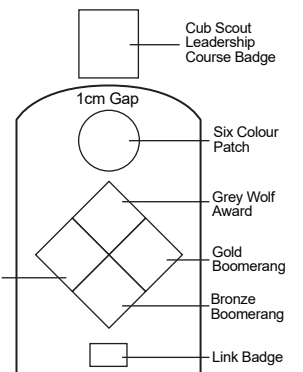 Cub Scout
Leadership
Course Badge
1cm Gap
Six Colour
Patch
Grey Wolf
Award
Gold
Boomerang
Bronze
Boomerang
Link Badge